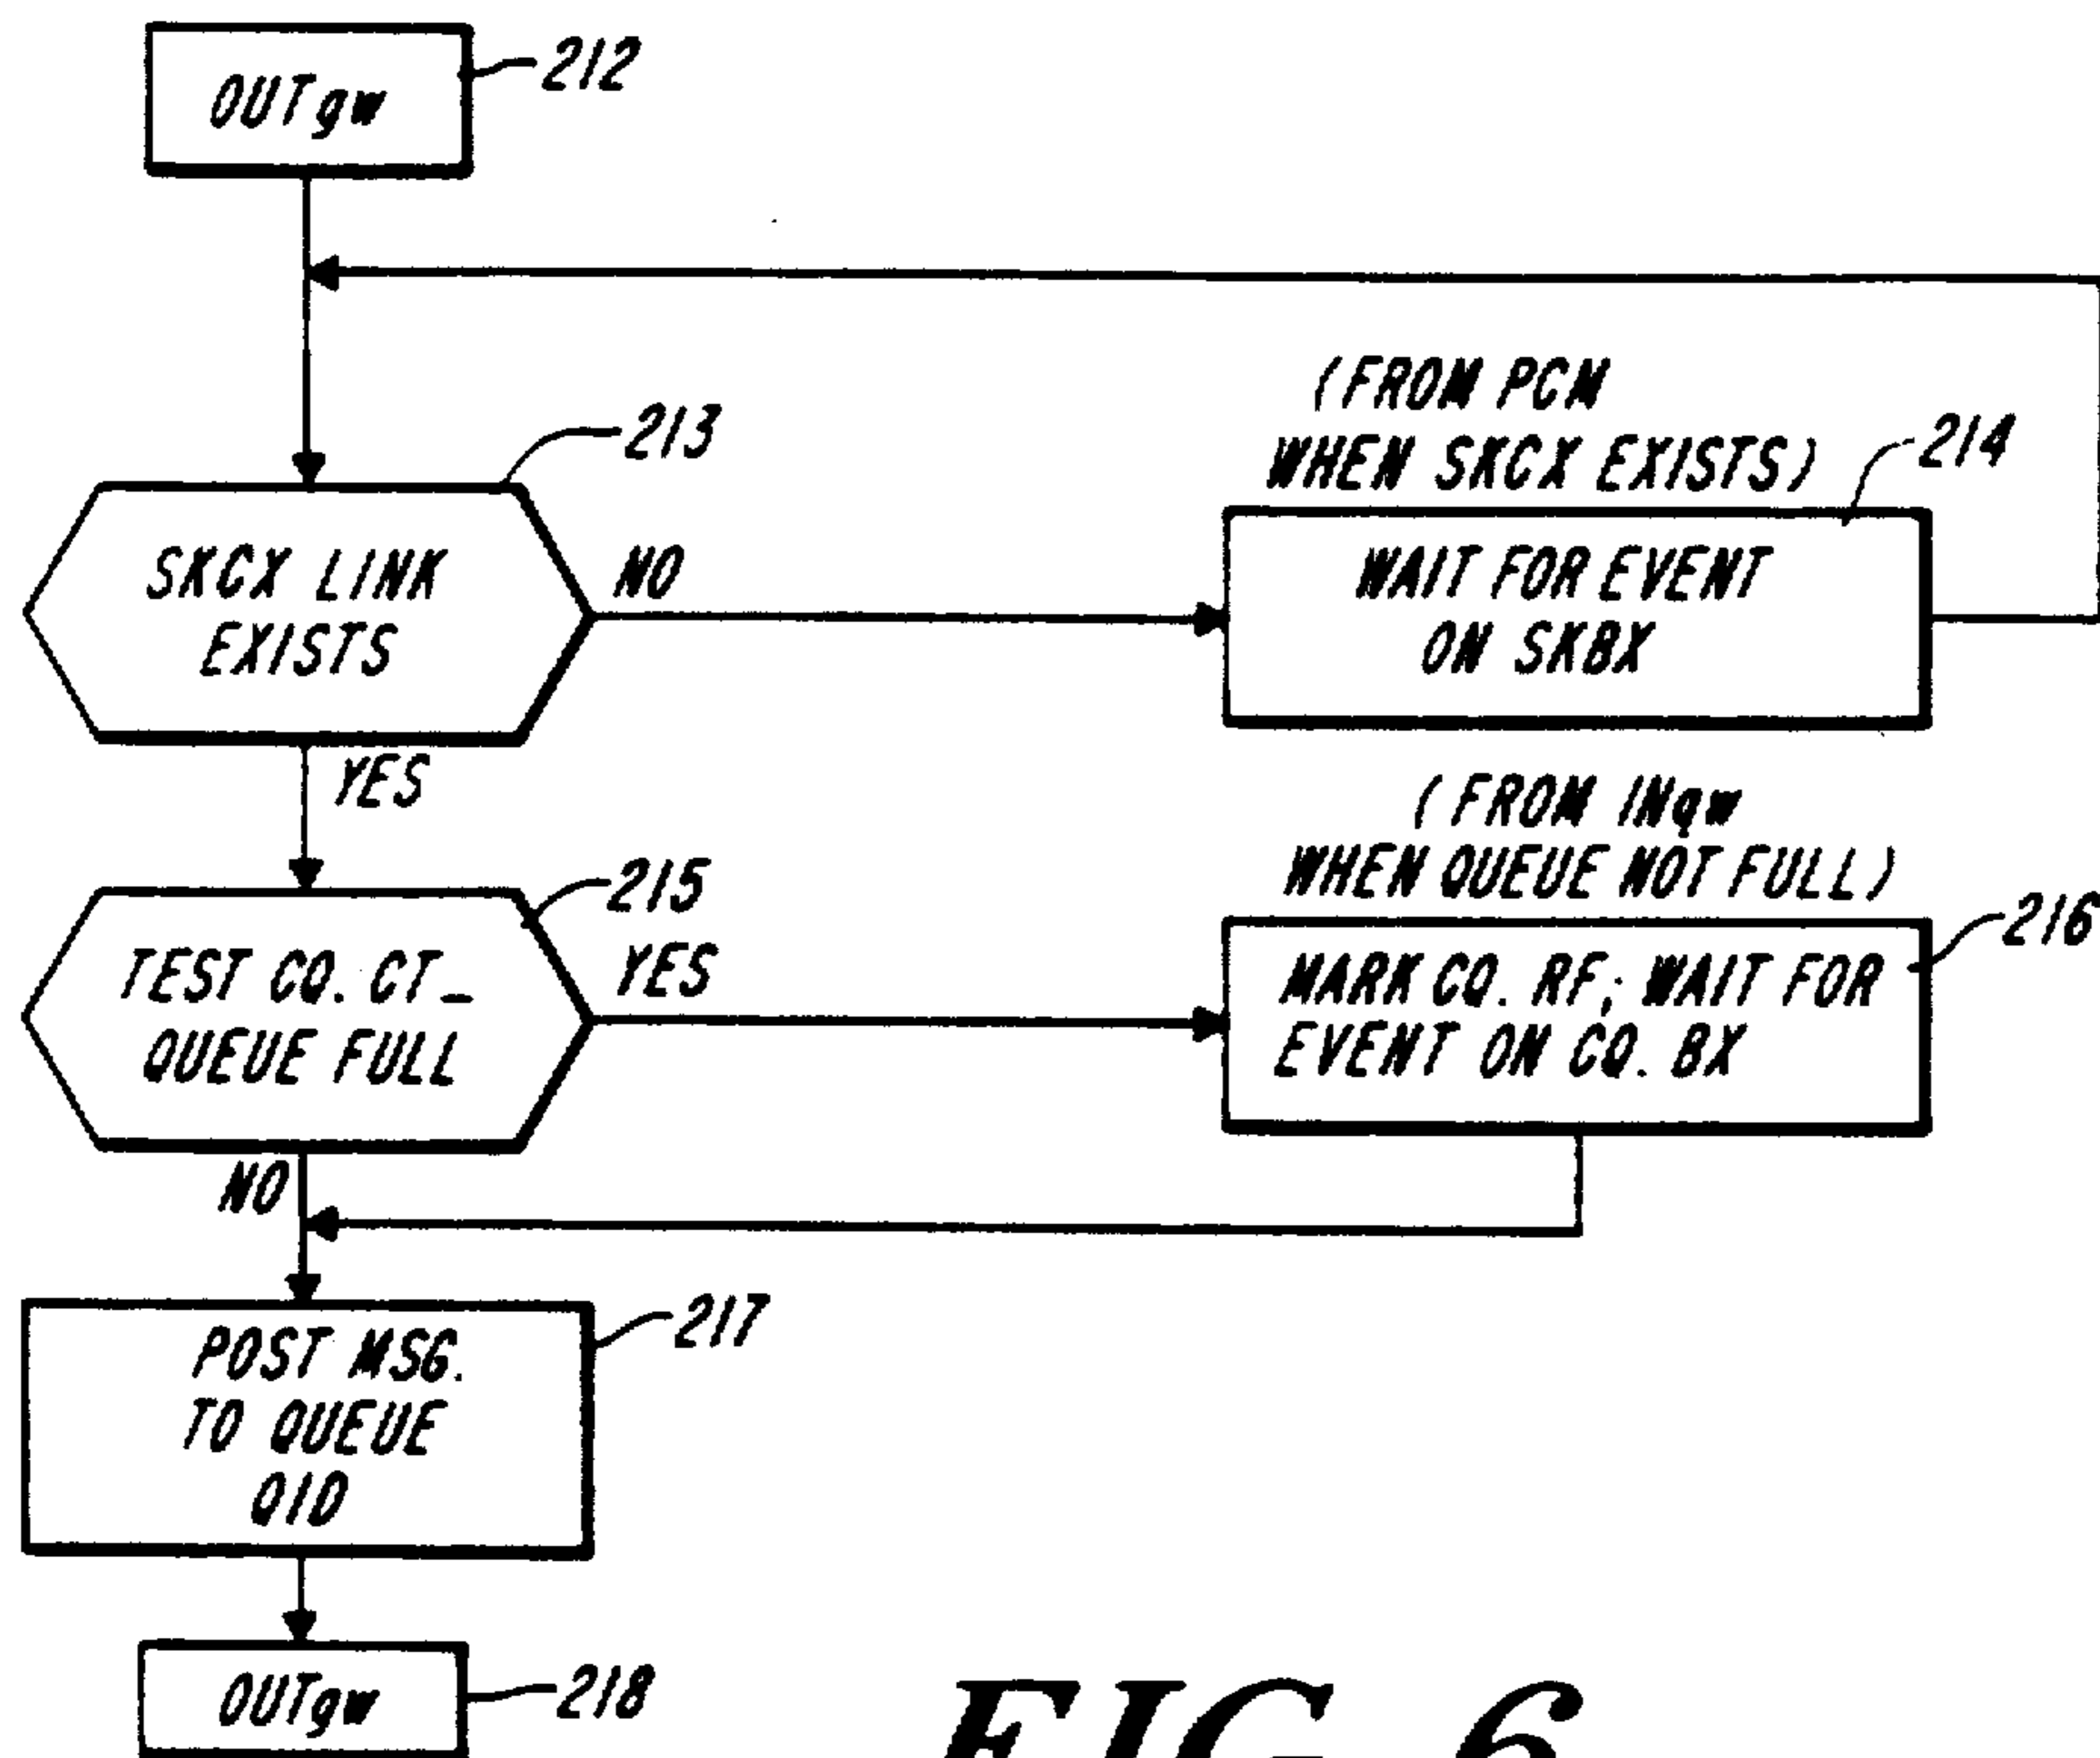 OUTgw
212
(FROM PCM
WHEN SKCX EXISTS)
214
213
SKCX LINK
EXISTS
NO
WAIT FOR EVENT
ON SKBX
YES
(FROM INqw
WHEN QUEUE NOT FULL)
216
215
TEST CQ. CT_
QUEUE FULL
YES
MARK CQ. RF; WAIT FOR
EVENT ON CQ. BX
NO
217
POST MSG.
TO QUEUE
QID
OUTgw
218
FIG. 6